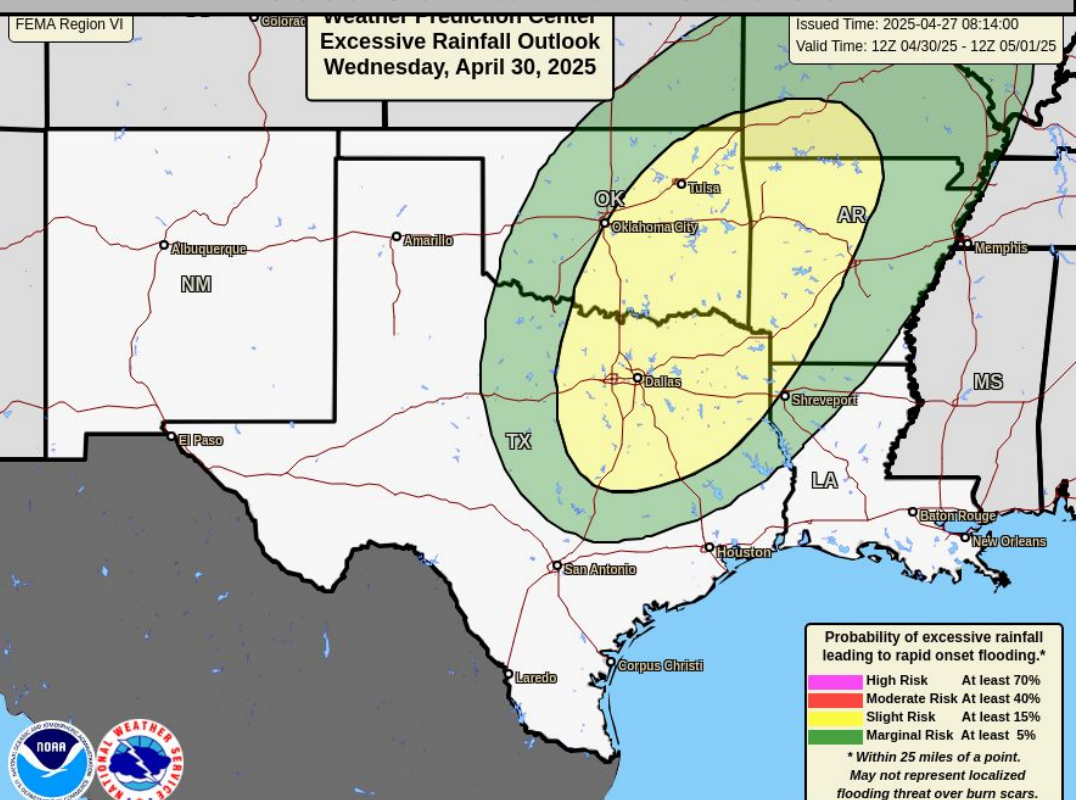 FEMA Region VI
Colorad
Weather Prediction Center
Excessive Rainfall Outlook
Wednesday, April 30, 2025
Issued Time: 2025-04-27 08:14:00
Valid Time: 12Z 04/30/25 - 12Z 05/01/25
Tulsa
OK
Oklahoma City
AR
Albuquerque
Amarillo
Memphis
NM
Dallas
MS
Shreveport
El Paso
TX
LA
Baton Rouge
New Orleans
Houston
San Antonio
Corpus Christi
Laredo
Probability of excessive rainfall
leading to rapid onset flooding.*
High Risk At least 70%
Moderate Risk At least 40%
Slight Risk At least 15%
Marginal Risk At least 5%
* Within 25 miles of a point.
May not represent localized
flooding threat over burn scars.
NOAA
NATIONAL WEATHER SERVICE